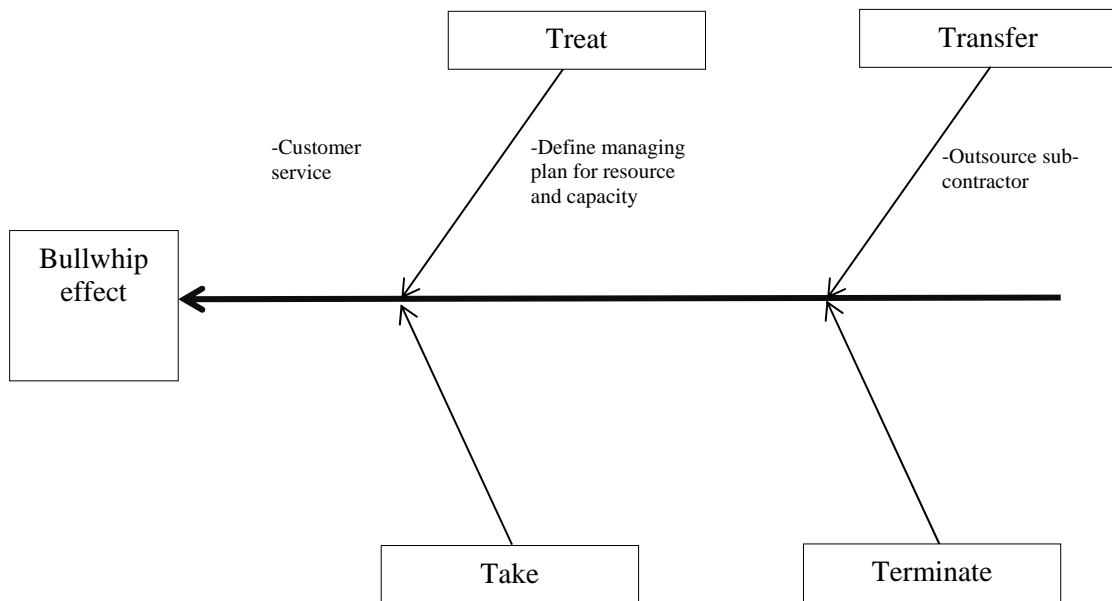 Treat
Transfer
-Customer
service
-Define managing
plan for resource
and capacity
-Outsource sub-
contractor
Bullwhip
effect
Take
Terminate